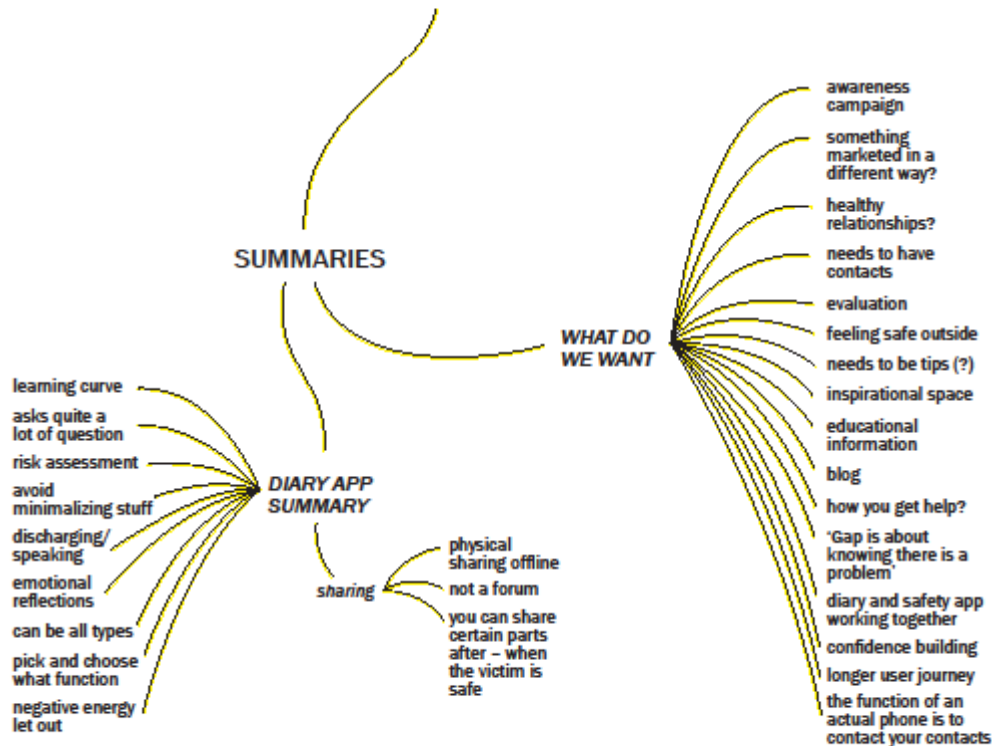 SUMMARIES
WHAT DO
WE WANT
awareness
campaign
something
marketed in a
different way?
healthy
relationships?
needs to have
contacts
evaluation
feeling safe outside
needs to be tips (?)
inspirational space
educational
information
blog
how you get help?
‘Gap is about
knowing there is a
problem’
diary and safety app
working together
confidence building
longer user journey
the function of an
actual phone is to
contact your contacts
DIARY APP
SUMMARY
learning curve
asks quite a
lot of question
risk assessment
avoid
minimalizing stuff
discharging/
speaking
emotional
reflections
can be all types
pick and choose
what function
negative energy
let out
sharing
physical
sharing offline
not a forum
you can share
certain parts
after – when
the victim is
safe